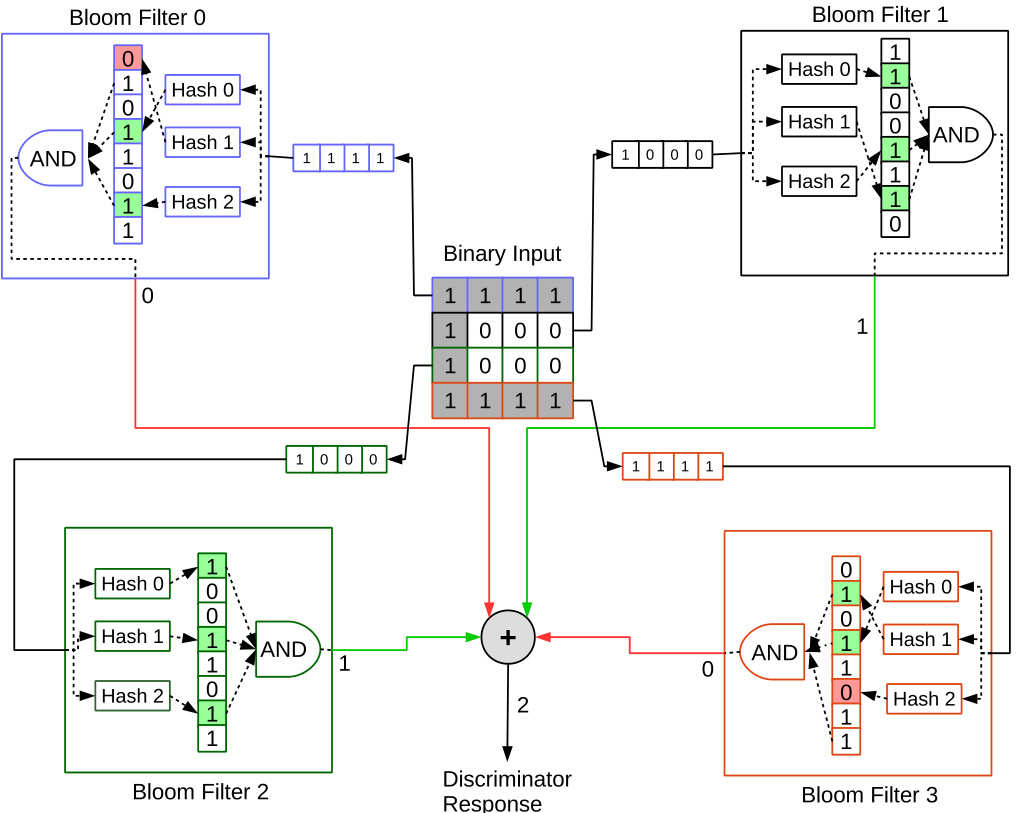 Bloom Filter 0
0
1
0
1
1
0
1
1
Hash 0
Hash 1
Hash 2
AND
1 1 1 1
0
Bloom Filter 1
1
1
0
0
1
1
1
0
Hash 0
Hash 1
Hash 2
AND
1 0 0 0
1
Binary Input
1 1 1 1
1 0 0 0
1 0 0 0
1 1 1 1
1 0 0 0
1 1 1 1
Hash 0
Hash 1
Hash 2
1
0
0
1
1
0
1
1
AND
1
Bloom Filter 2
+
2
Discriminator
Response
0
AND
0
1
0
1
1
0
1
1
Hash 0
Hash 1
Hash 2
Bloom Filter 3